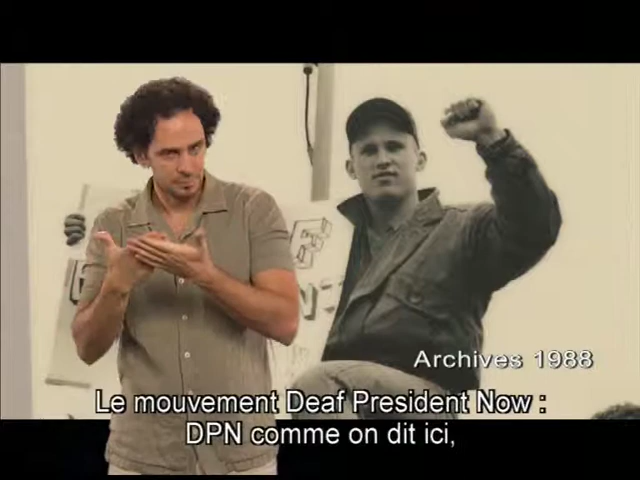 Archives 1988
Le mouvement Deaf President Now :
DPN comme on dit ici,